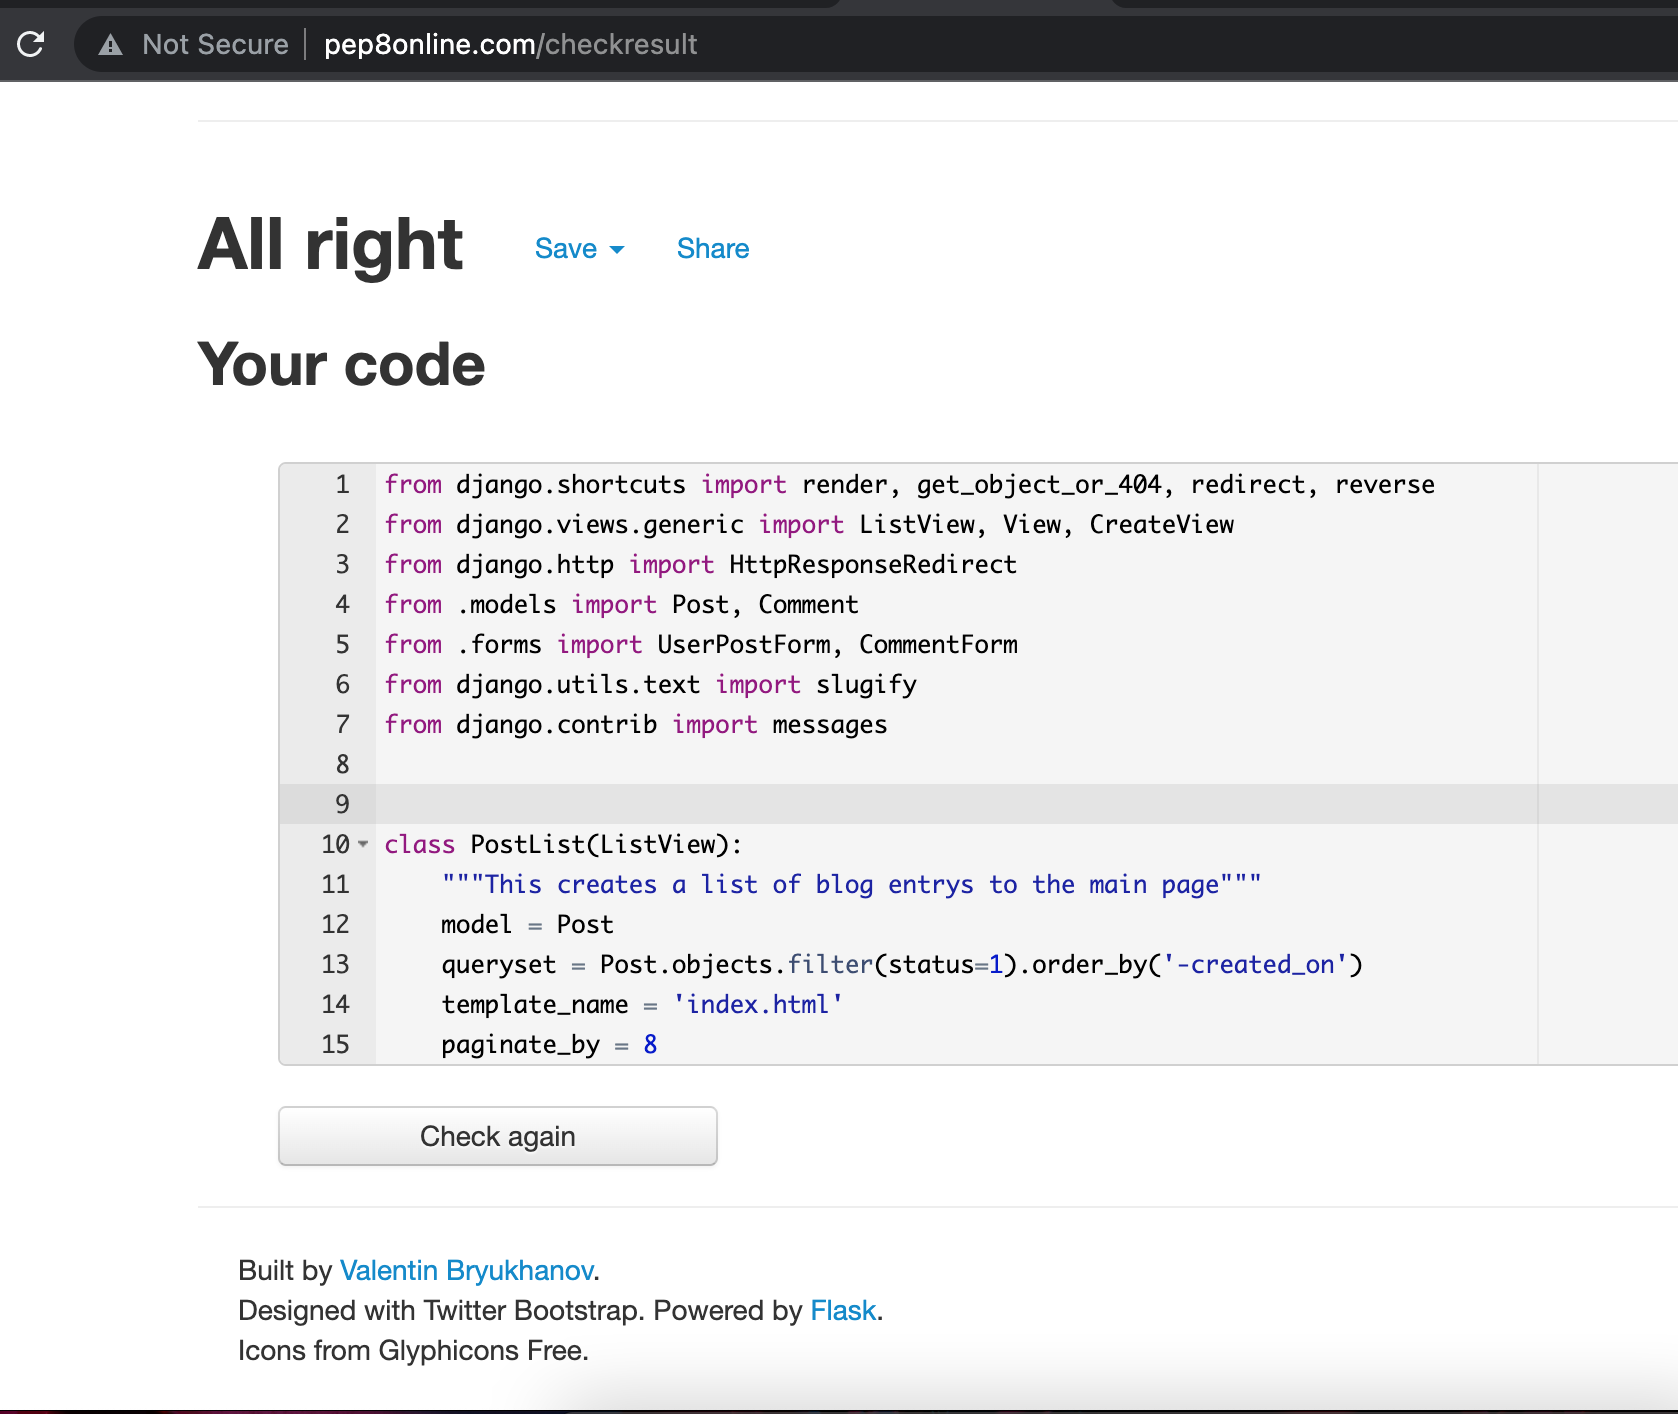 Not Secure | pep8online.com/checkresult
All right Save Share
Your code
1 from django.shortcuts import render, get_object_or_404, redirect, reverse
2 from django.views.generic import ListView, View, CreateView
3 from django.http import HttpResponseRedirect
4 from .models import Post, Comment
5 from .forms import UserPostForm, CommentForm
6 from django.utils.text import slugify
7 from django.contrib import messages
8
9
10 class PostList(ListView):
11     """This creates a list of blog entrys to the main page"""
12     model = Post
13     queryset = Post.objects.filter(status=1).order_by('-created_on')
14     template_name = 'index.html'
15     paginate_by = 8
Check again
Built by Valentin Bryukhanov.
Designed with Twitter Bootstrap. Powered by Flask.
Icons from Glyphicons Free.